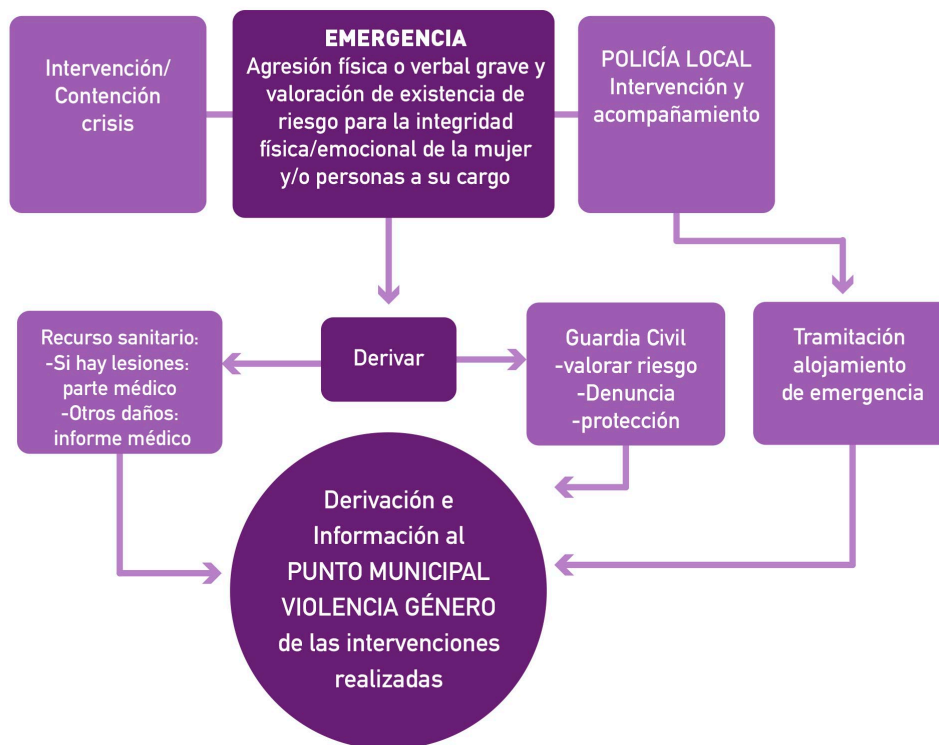 Intervención/
Contención
crisis
EMERGENCIA
Agresión física o verbal grave y
valoración de existencia de
riesgo para la integridad
física/emocional de la mujer
y/o personas a su cargo
POLICÍA LOCAL
Intervención y
acompañamiento
Recurso sanitario:
-Si hay lesiones:
parte médico
-Otros daños:
informe médico
Derivar
Guardia Civil
-valorar riesgo
-Denuncia
-protección
Tramitación
alojamiento
de emergencia
Derivación e
Información al
PUNTO MUNICIPAL
VIOLENCIA GÉNERO
de las intervenciones
realizadas